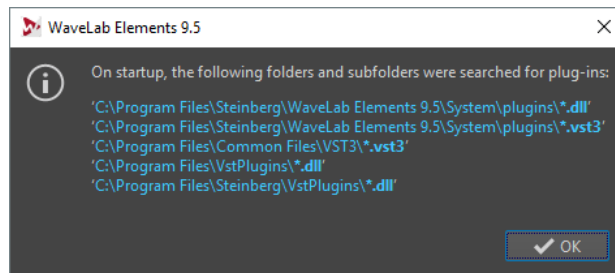 WaveLab Elements 9.5
On startup, the following folders and subfolders were searched for plug-ins:
'C:\Program Files\Steinberg\WaveLab Elements 9.5\System\plugins\*.dll'
'C:\Program Files\Steinberg\WaveLab Elements 9.5\System\plugins\*.vst3'
'C:\Program Files\Common Files\VST3\*.vst3'
'C:\Program Files\VstPlugins\*.dll'
'C:\Program Files\Steinberg\VstPlugins\*.dll'
OK